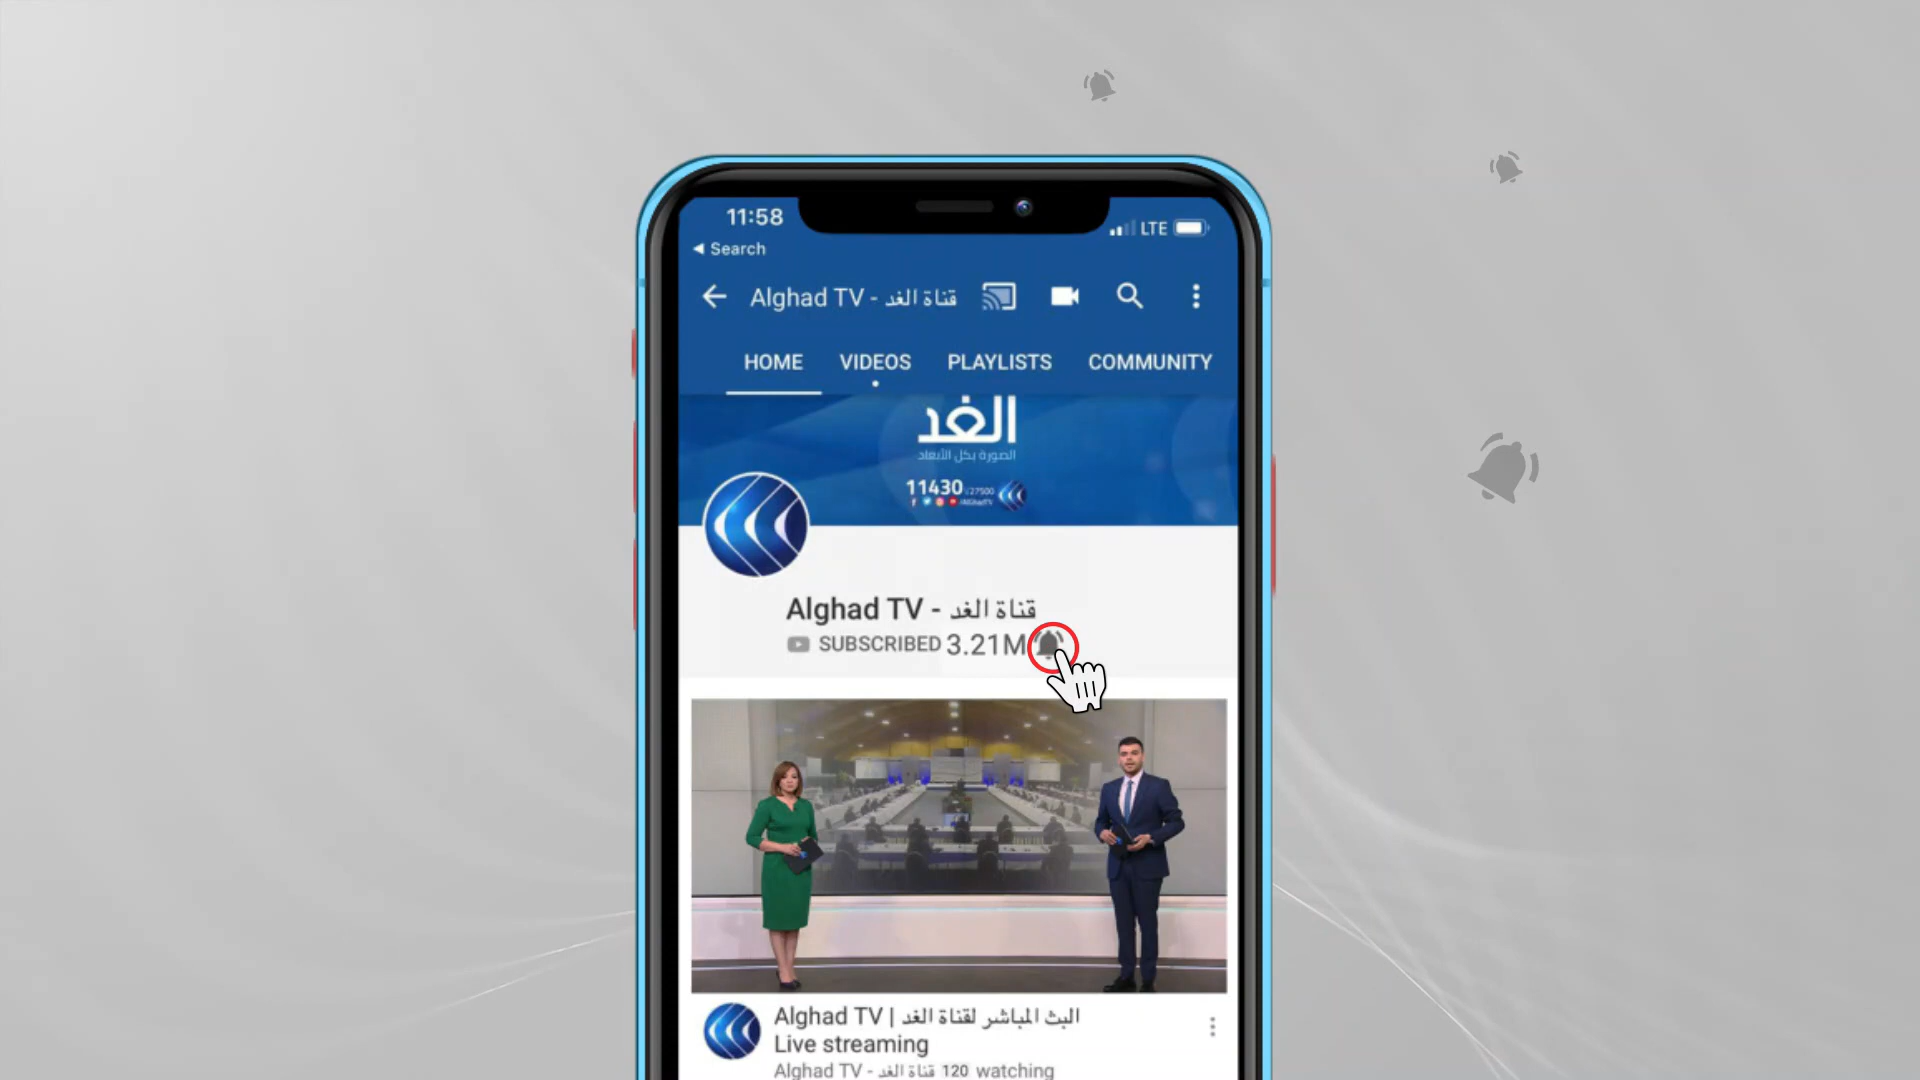 11:58
LTE
Search
Alghad TV - قناة الغد
HOME VIDEOS PLAYLISTS COMMUNITY
الغد
الصورة بكل الأبعاد
11430 27500
Alghad TV - قناة الغد
SUBSCRIBED 3.21M
Alghad TV | البث المباشر لقناة الغد
Live streaming
Alghad TV - قناة الغد 120 watching